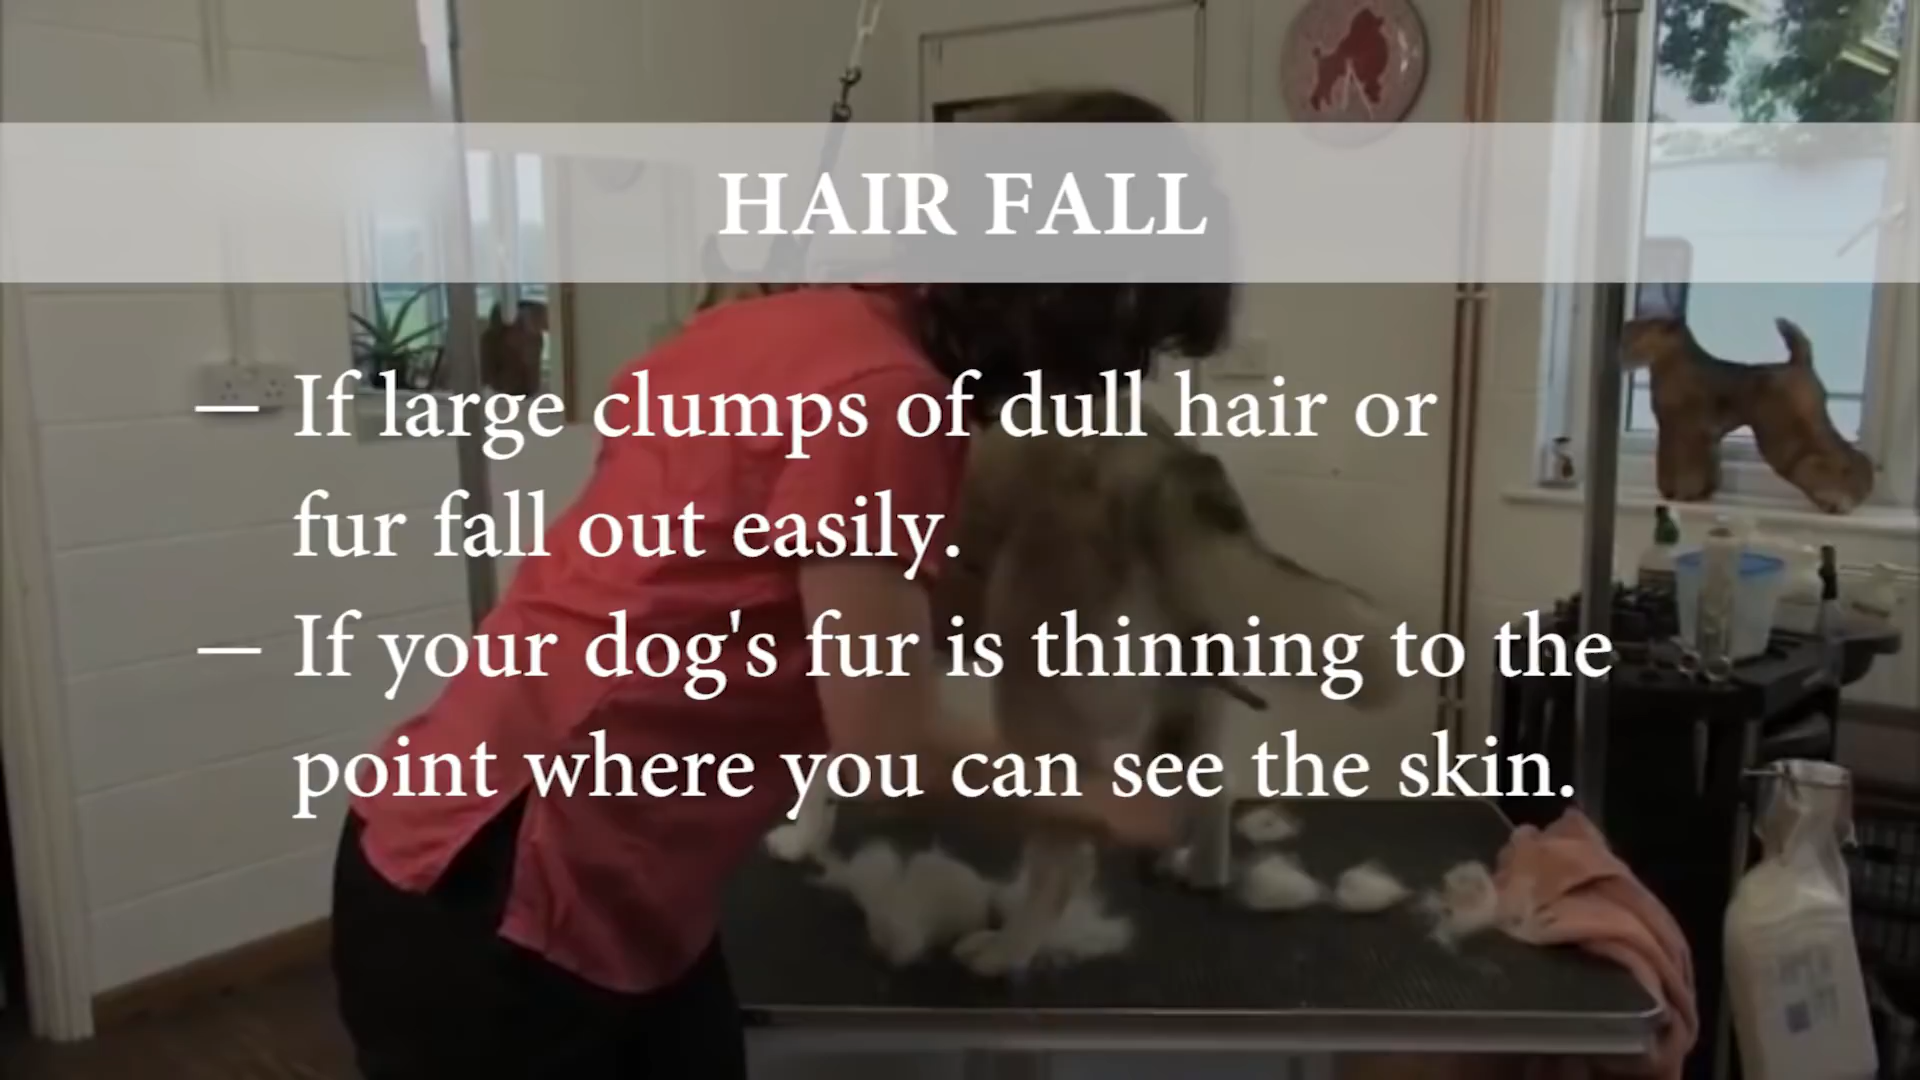 HAIR FALL
— If large clumps of dull hair or
fur fall out easily.
— If your dog's fur is thinning to the
point where you can see the skin.